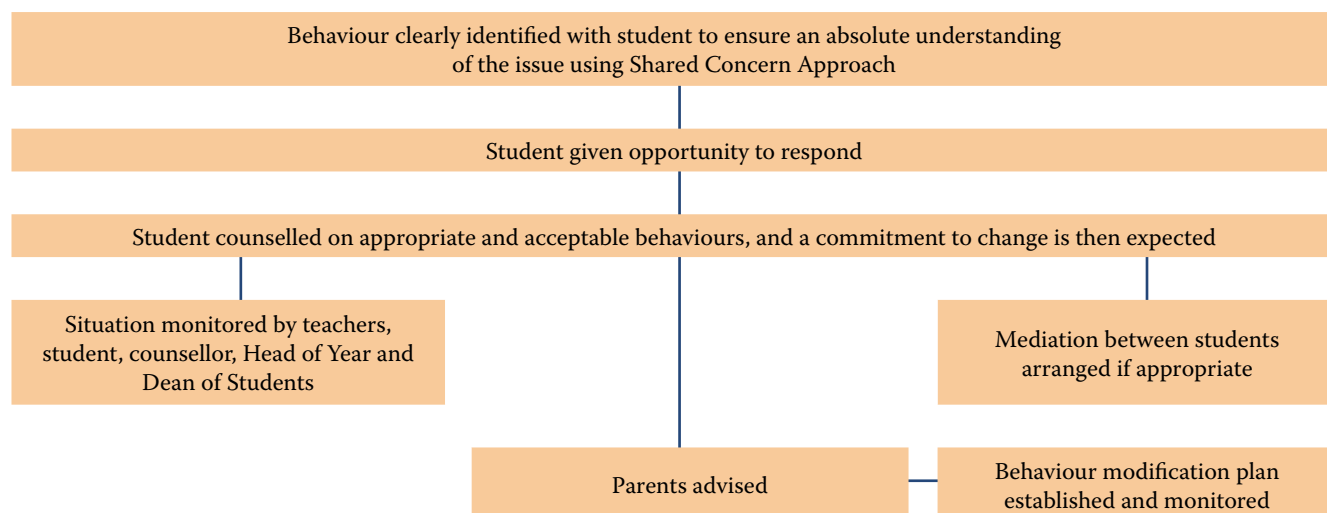 Behaviour clearly identified with student to ensure an absolute understanding
of the issue using Shared Concern Approach
Student given opportunity to respond
Student counselled on appropriate and acceptable behaviours, and a commitment to change is then expected
Situation monitored by teachers,
student, counsellor, Head of Year and
Dean of Students
Mediation between students
arranged if appropriate
Parents advised
Behaviour modification plan
established and monitored